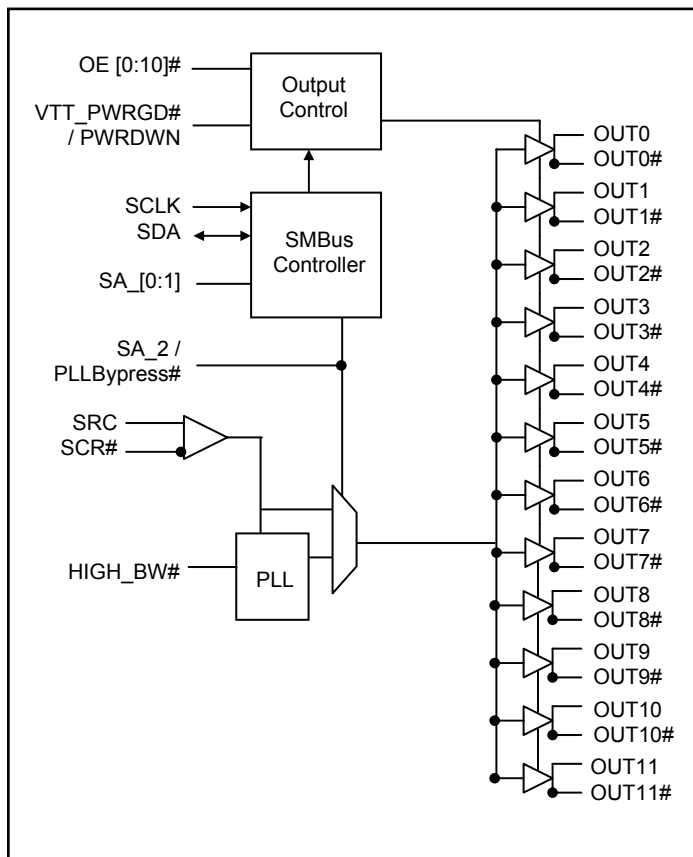 OE [0:10]#
VTT_PWRGD#
/ PWRDWN
Output
Control
SCLK
SDA
SA_[0:1]
SMBus
Controller
SA_2 /
PLLBypress#
SRC
SCR#
HIGH_BW#
PLL
OUT0
OUT0#
OUT1
OUT1#
OUT2
OUT2#
OUT3
OUT3#
OUT4
OUT4#
OUT5
OUT5#
OUT6
OUT6#
OUT7
OUT7#
OUT8
OUT8#
OUT9
OUT9#
OUT10
OUT10#
OUT11
OUT11#